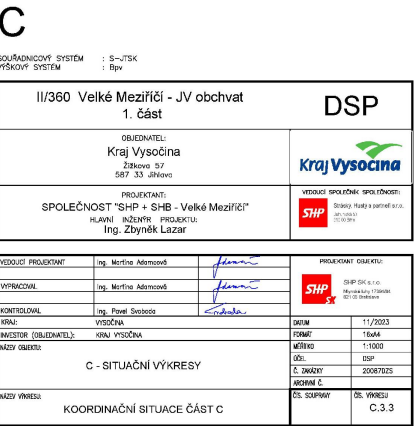 C
SOUŘADNICOVÝ SYSTÉM : S-JTSK
VÝŠKOVÝ SYSTÉM : Bpv
II/360 Velké Meziříčí - JV obchvat
1. část
DSP
OBJEDNATEL:
Kraj Vysočina
Žižkova 57
587 33 Jihlava
Kraj Vysočina
PROJEKTANT:
SPOLEČNOST "SHP + SHB - Velké Meziříčí"
HLAVNÍ INŽENÝR PROJEKTU:
Ing. Zbyněk Lazar
VEDOUCÍ SPOLEČNÍK SPOLEČNOSTI:
SHP
Stráský, Hustý a partneři s.r.o.
VEDOUCÍ PROJEKTANT Ing. Martina Adamcová
VYPRACOVAL Ing. Martina Adamcová
KONTROLOVAL Ing. Pavel Svoboda
PROJEKTANT OBJEKTU:
SHP
SHP SK s.r.o.
KRAJ: VYSOČINA
INVESTOR (OBJEDNATEL): KRAJ VYSOČINA
NÁZEV OBJEKTU:
C - SITUAČNÍ VÝKRESY
DATUM 11/2023
FORMÁT 16xA4
MĚŘÍTKO 1:1000
ÚČEL DSP
Č. ZAKÁZKY 20087DZS
ARCHIVNÍ Č.
NÁZEV VÝKRESU:
KOORDINAČNÍ SITUACE ČÁST C
ČÍS. SOUPRAVY
ČÍS. VÝKRESU
C.3.3